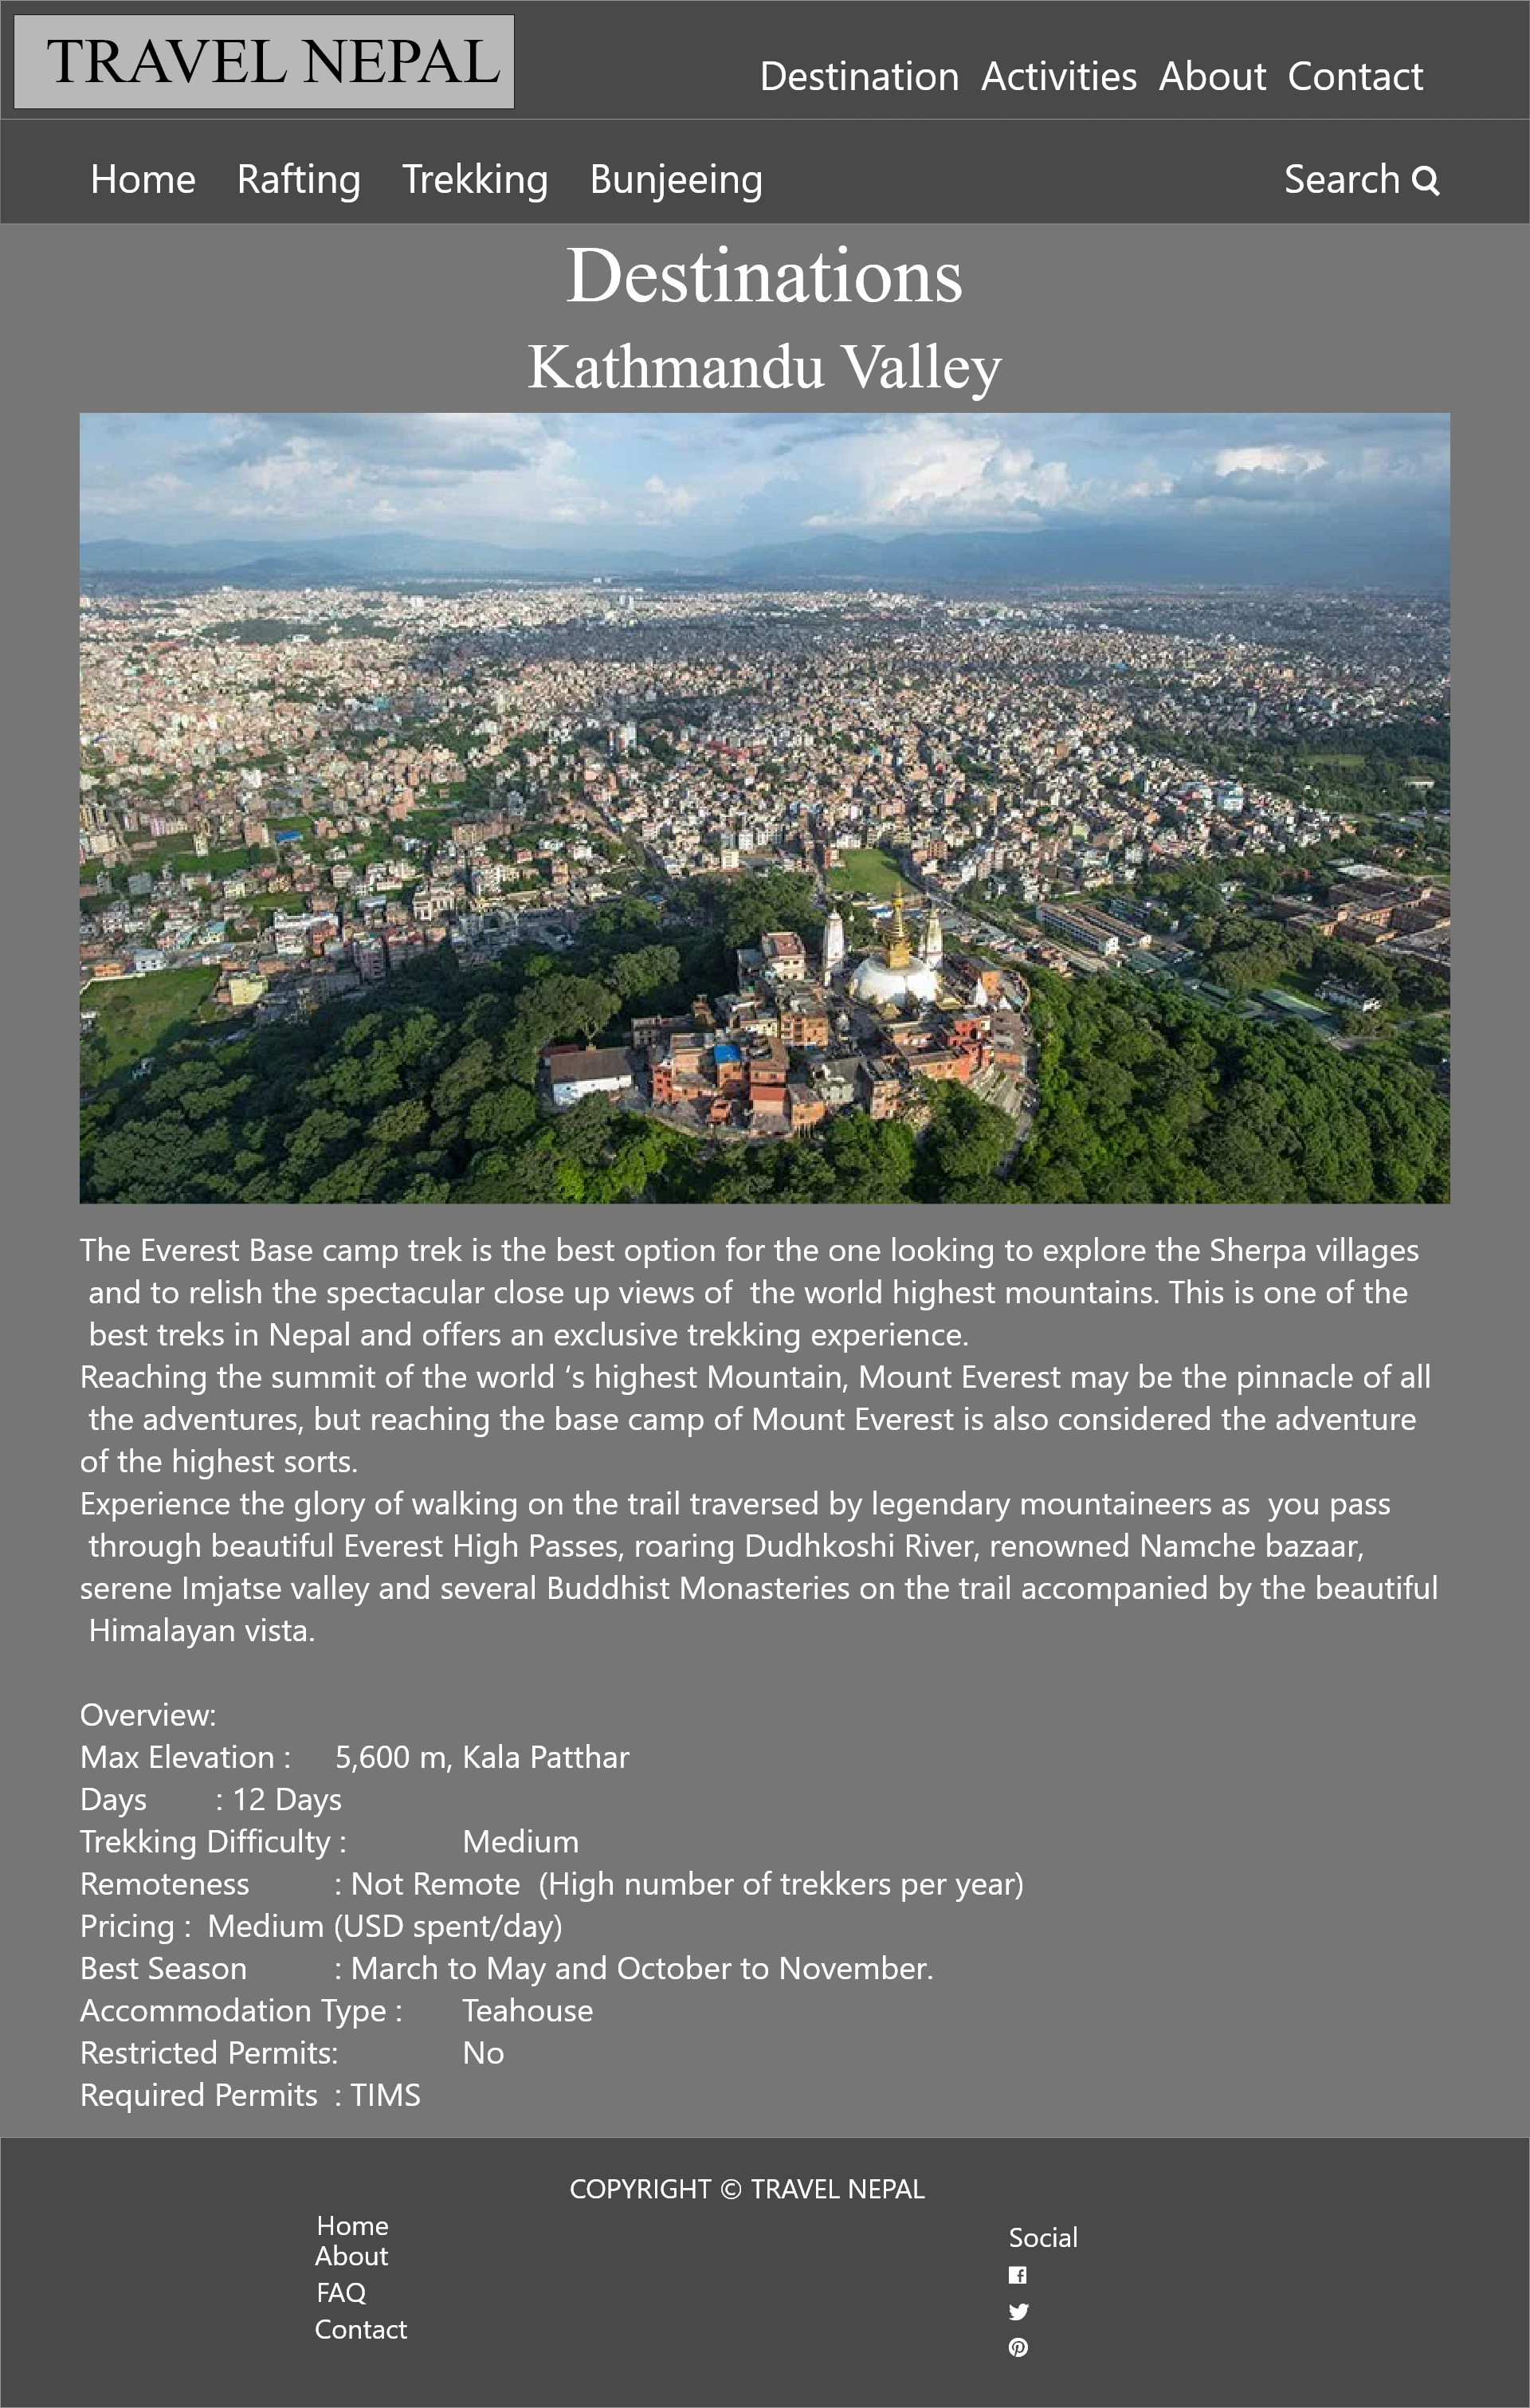 TRAVEL NEPAL
Destination Activities About Contact
Home Rafting Trekking Bunjeeing Search
Destinations
Kathmandu Valley
The Everest Base camp trek is the best option for the one looking to explore the Sherpa villages
and to relish the spectacular close up views of  the world highest mountains. This is one of the
best treks in Nepal and offers an exclusive trekking experience.
Reaching the summit of the world ‘s highest Mountain, Mount Everest may be the pinnacle of all
the adventures, but reaching the base camp of Mount Everest is also considered the adventure
of the highest sorts.
Experience the glory of walking on the trail traversed by legendary mountaineers as  you pass
through beautiful Everest High Passes, roaring Dudhkoshi River, renowned Namche bazaar,
serene Imjatse valley and several Buddhist Monasteries on the trail accompanied by the beautiful
Himalayan vista.
Overview:
Max Elevation : 5,600 m, Kala Patthar
Days : 12 Days
Trekking Difficulty : Medium
Remoteness : Not Remote  (High number of trekkers per year)
Pricing :  Medium (USD spent/day)
Best Season : March to May and October to November.
Accommodation Type : Teahouse
Restricted Permits: No
Required Permits : TIMS
COPYRIGHT © TRAVEL NEPAL
Home
About
FAQ
Contact
Social